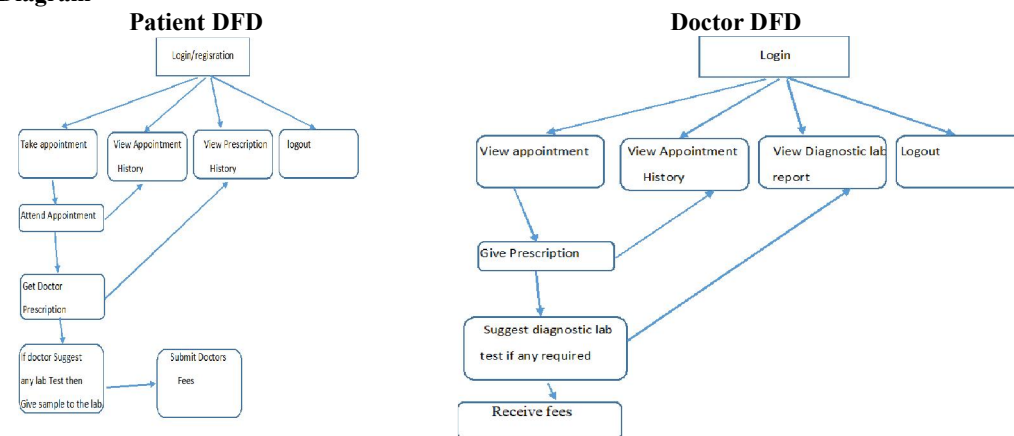 Patient DFD
Login/regisration
Take appointment
View Appointment
History
View Prescription
History
logout
Attend Appointment
Get Doctor
Prescription
if doctor Suggest
any lab Test then
Give sample to the lab
Submit Doctors
Fees
Doctor DFD
Login
View appointment
View Appointment
History
View Diagnostic lab
report
Logout
Give Prescription
Suggest diagnostic lab
test if any required
Receive fees